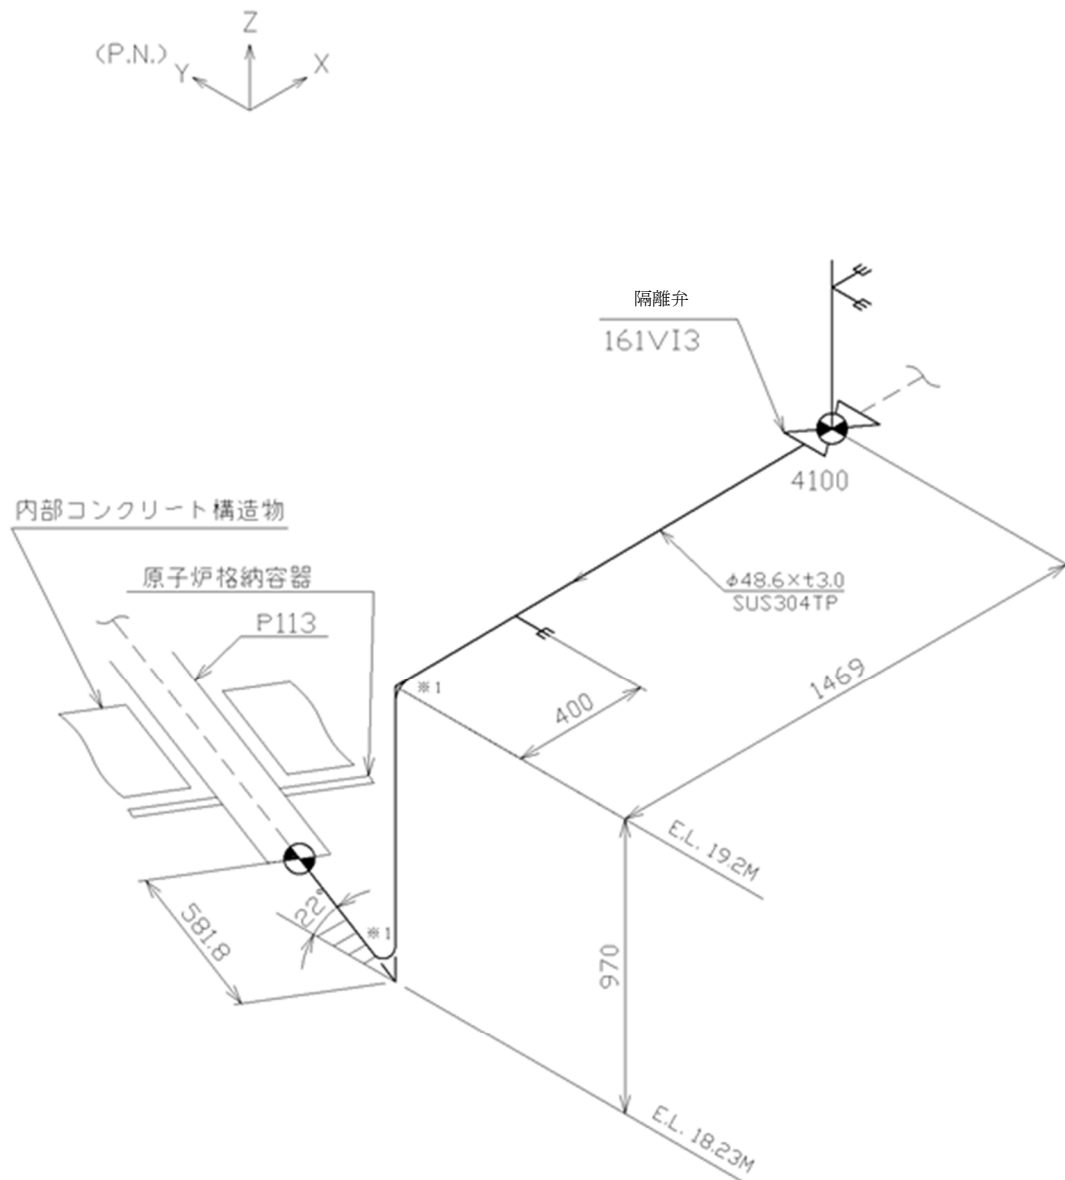 Z
(P.N.)
Y
X
隔離弁
161VI3
4100
内部コンクリート構造物
原子炉格納容器
P113
φ48.6×t3.0
SUS304TP
※1
400
1469
E.L. 19.2M
22°
※1
581.8
970
E.L. 18.23M